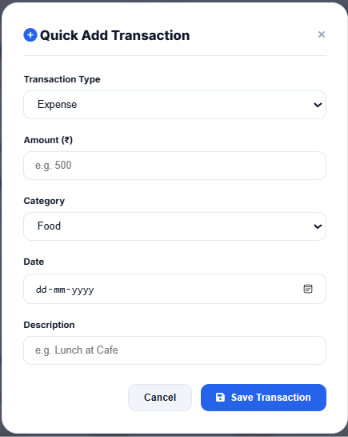 Quick Add Transaction
×
Transaction Type
Expense
Amount (₹)
e.g. 500
Category
Food
Date
dd-mm-yyyy
Description
e.g. Lunch at Cafe
Cancel Save Transaction